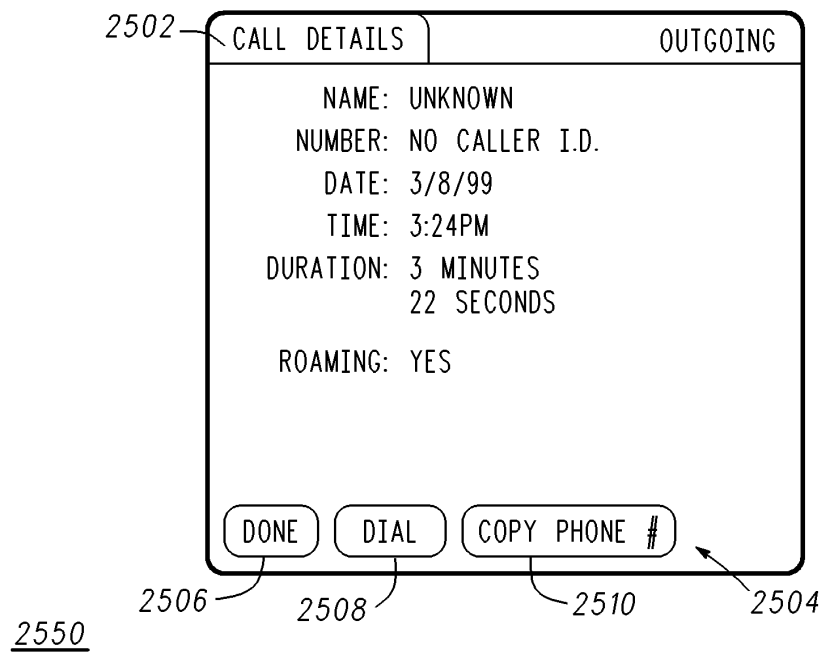 2502
CALL DETAILS OUTGOING
NAME: UNKNOWN
NUMBER: NO CALLER I.D.
DATE: 3/8/99
TIME: 3:24PM
DURATION: 3 MINUTES
22 SECONDS
ROAMING: YES
DONE DIAL COPY PHONE #
2506 2508 2510 2504
2550